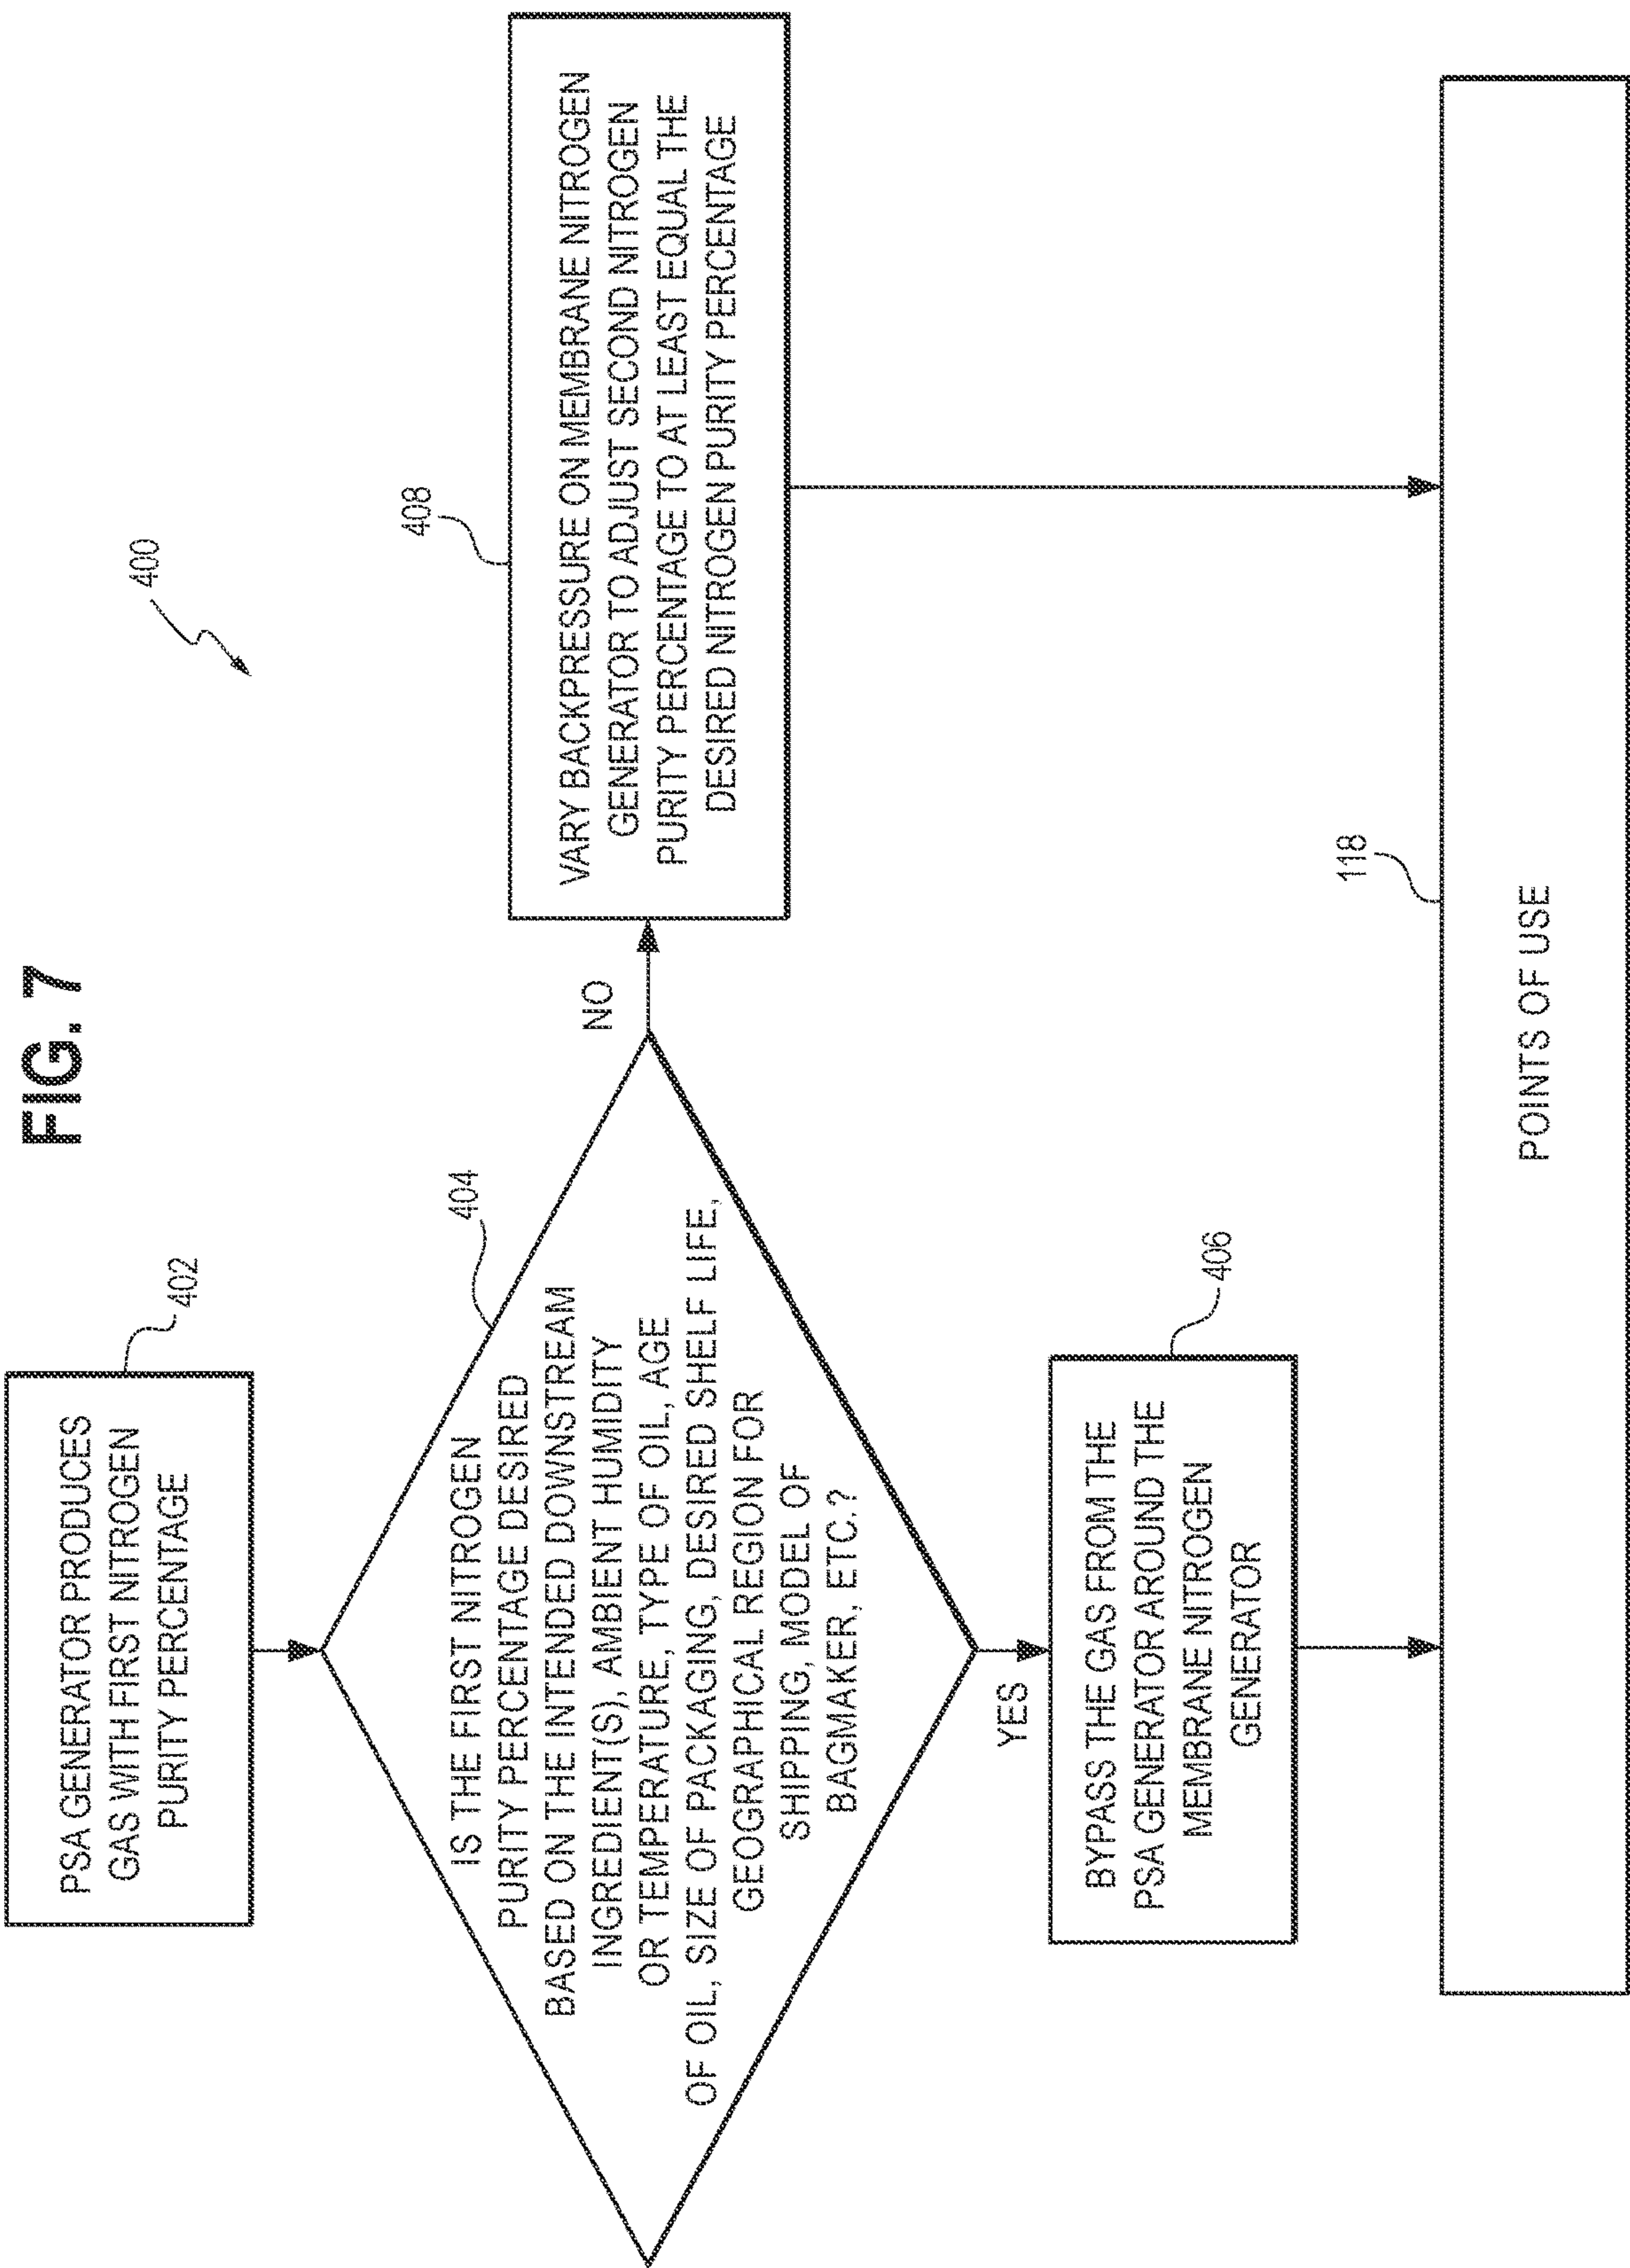 FIG. 7
400
PSA GENERATOR PRODUCES
GAS WITH FIRST NITROGEN
PURITY PERCENTAGE
402
IS THE FIRST NITROGEN
PURITY PERCENTAGE DESIRED
BASED ON THE INTENDED DOWNSTREAM
INGREDIENT(S), AMBIENT HUMIDITY
OR TEMPERATURE, TYPE OF OIL, AGE
OF OIL, SIZE OF PACKAGING, DESIRED SHELF LIFE,
GEOGRAPHICAL REGION FOR
SHIPPING, MODEL OF
BAGMAKER, ETC.?
404
NO
VARY BACKPRESSURE ON MEMBRANE NITROGEN
GENERATOR TO ADJUST SECOND NITROGEN
PURITY PERCENTAGE TO AT LEAST EQUAL THE
DESIRED NITROGEN PURITY PERCENTAGE
408
YES
BYPASS THE GAS FROM THE
PSA GENERATOR AROUND THE
MEMBRANE NITROGEN
GENERATOR
406
POINTS OF USE
118